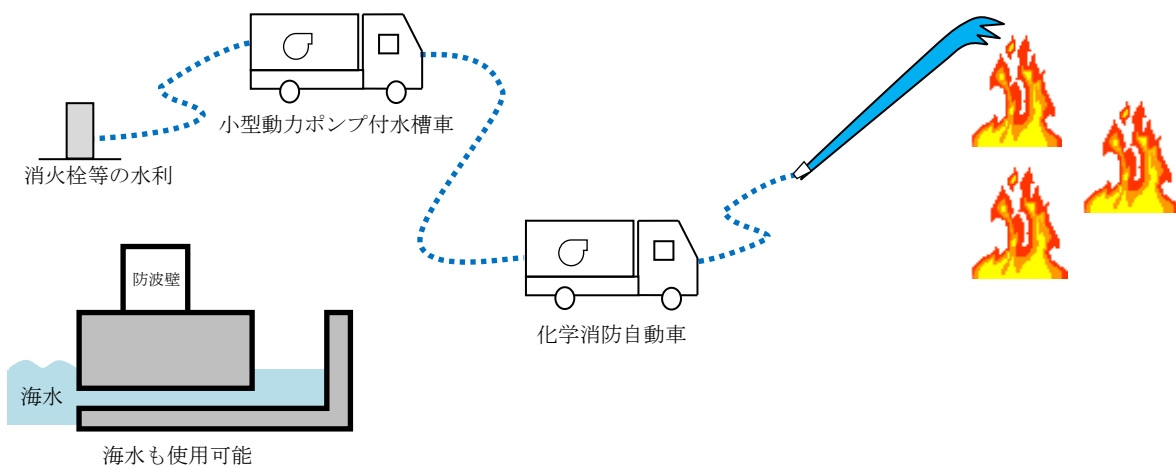 小型動力ポンプ付水槽車
消火栓等の水利
防波壁
化学消防自動車
海水
海水も使用可能